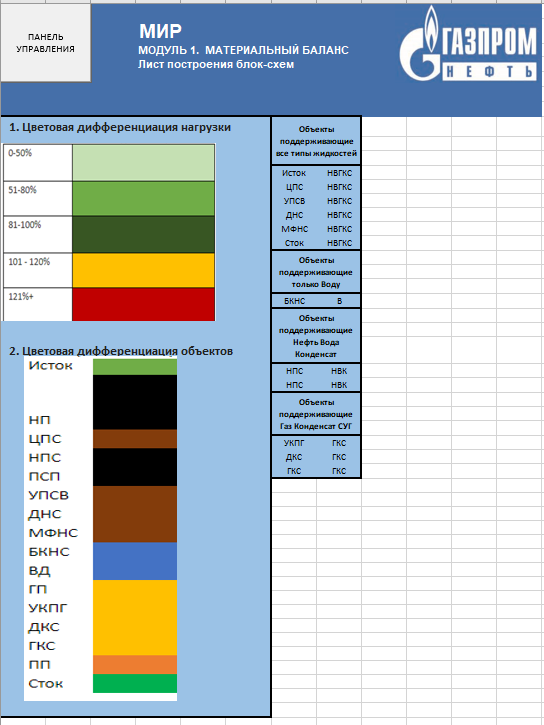 ПАНЕЛЬ
УПРАВЛЕНИЯ
МИР
МОДУЛЬ 1. МАТЕРИАЛЬНЫЙ БАЛАНС
Лист построения блок-схем
ГАЗПРОМ
НЕФТЬ
1. Цветовая дифференциация нагрузки
0-50%
51-80%
81-100%
101 - 120%
121%+
2. Цветовая дифференциация объектов
Исток
НП
ЦПС
НПС
ПСП
УПСВ
ДНС
МФНС
БКНС
ВД
ГП
УКПГ
ДКС
ГКС
ПП
Сток
Объекты
поддерживающие
все типы жидкостей
Исток НВГКС
ЦПС НВГКС
УПСВ НВГКС
ДНС НВГКС
МФНС НВГКС
Сток НВГКС
Объекты
поддерживающие
только Воду
БКНС В
Объекты
поддерживающие
Нефть Вода
Конденсат
НПС НВК
НПС НВК
Объекты
поддерживающие
Газ Конденсат СУГ
УКПГ ГКС
ДКС ГКС
ГКС ГКС